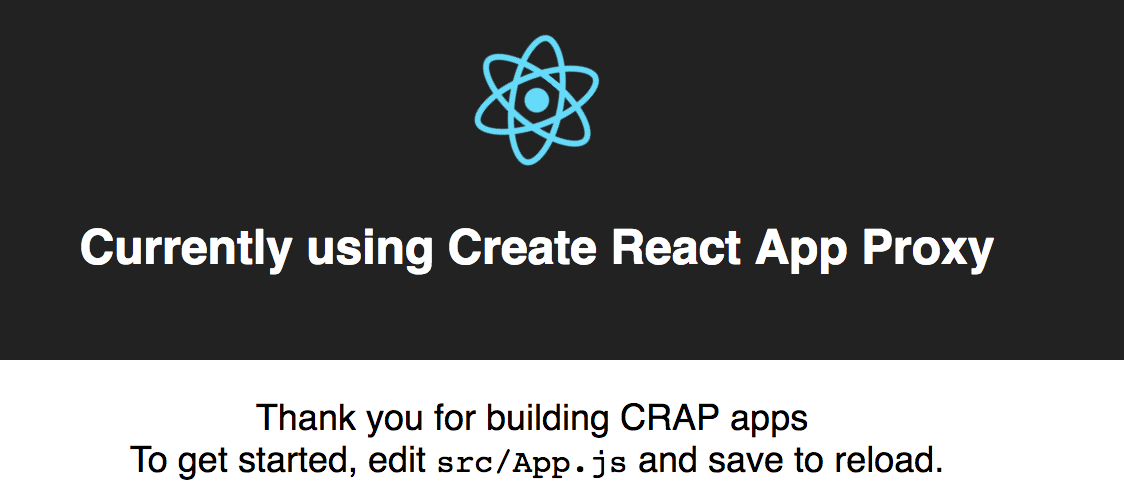 Currently using Create React App Proxy
Thank you for building CRAP apps
To get started, edit src/App.js and save to reload.